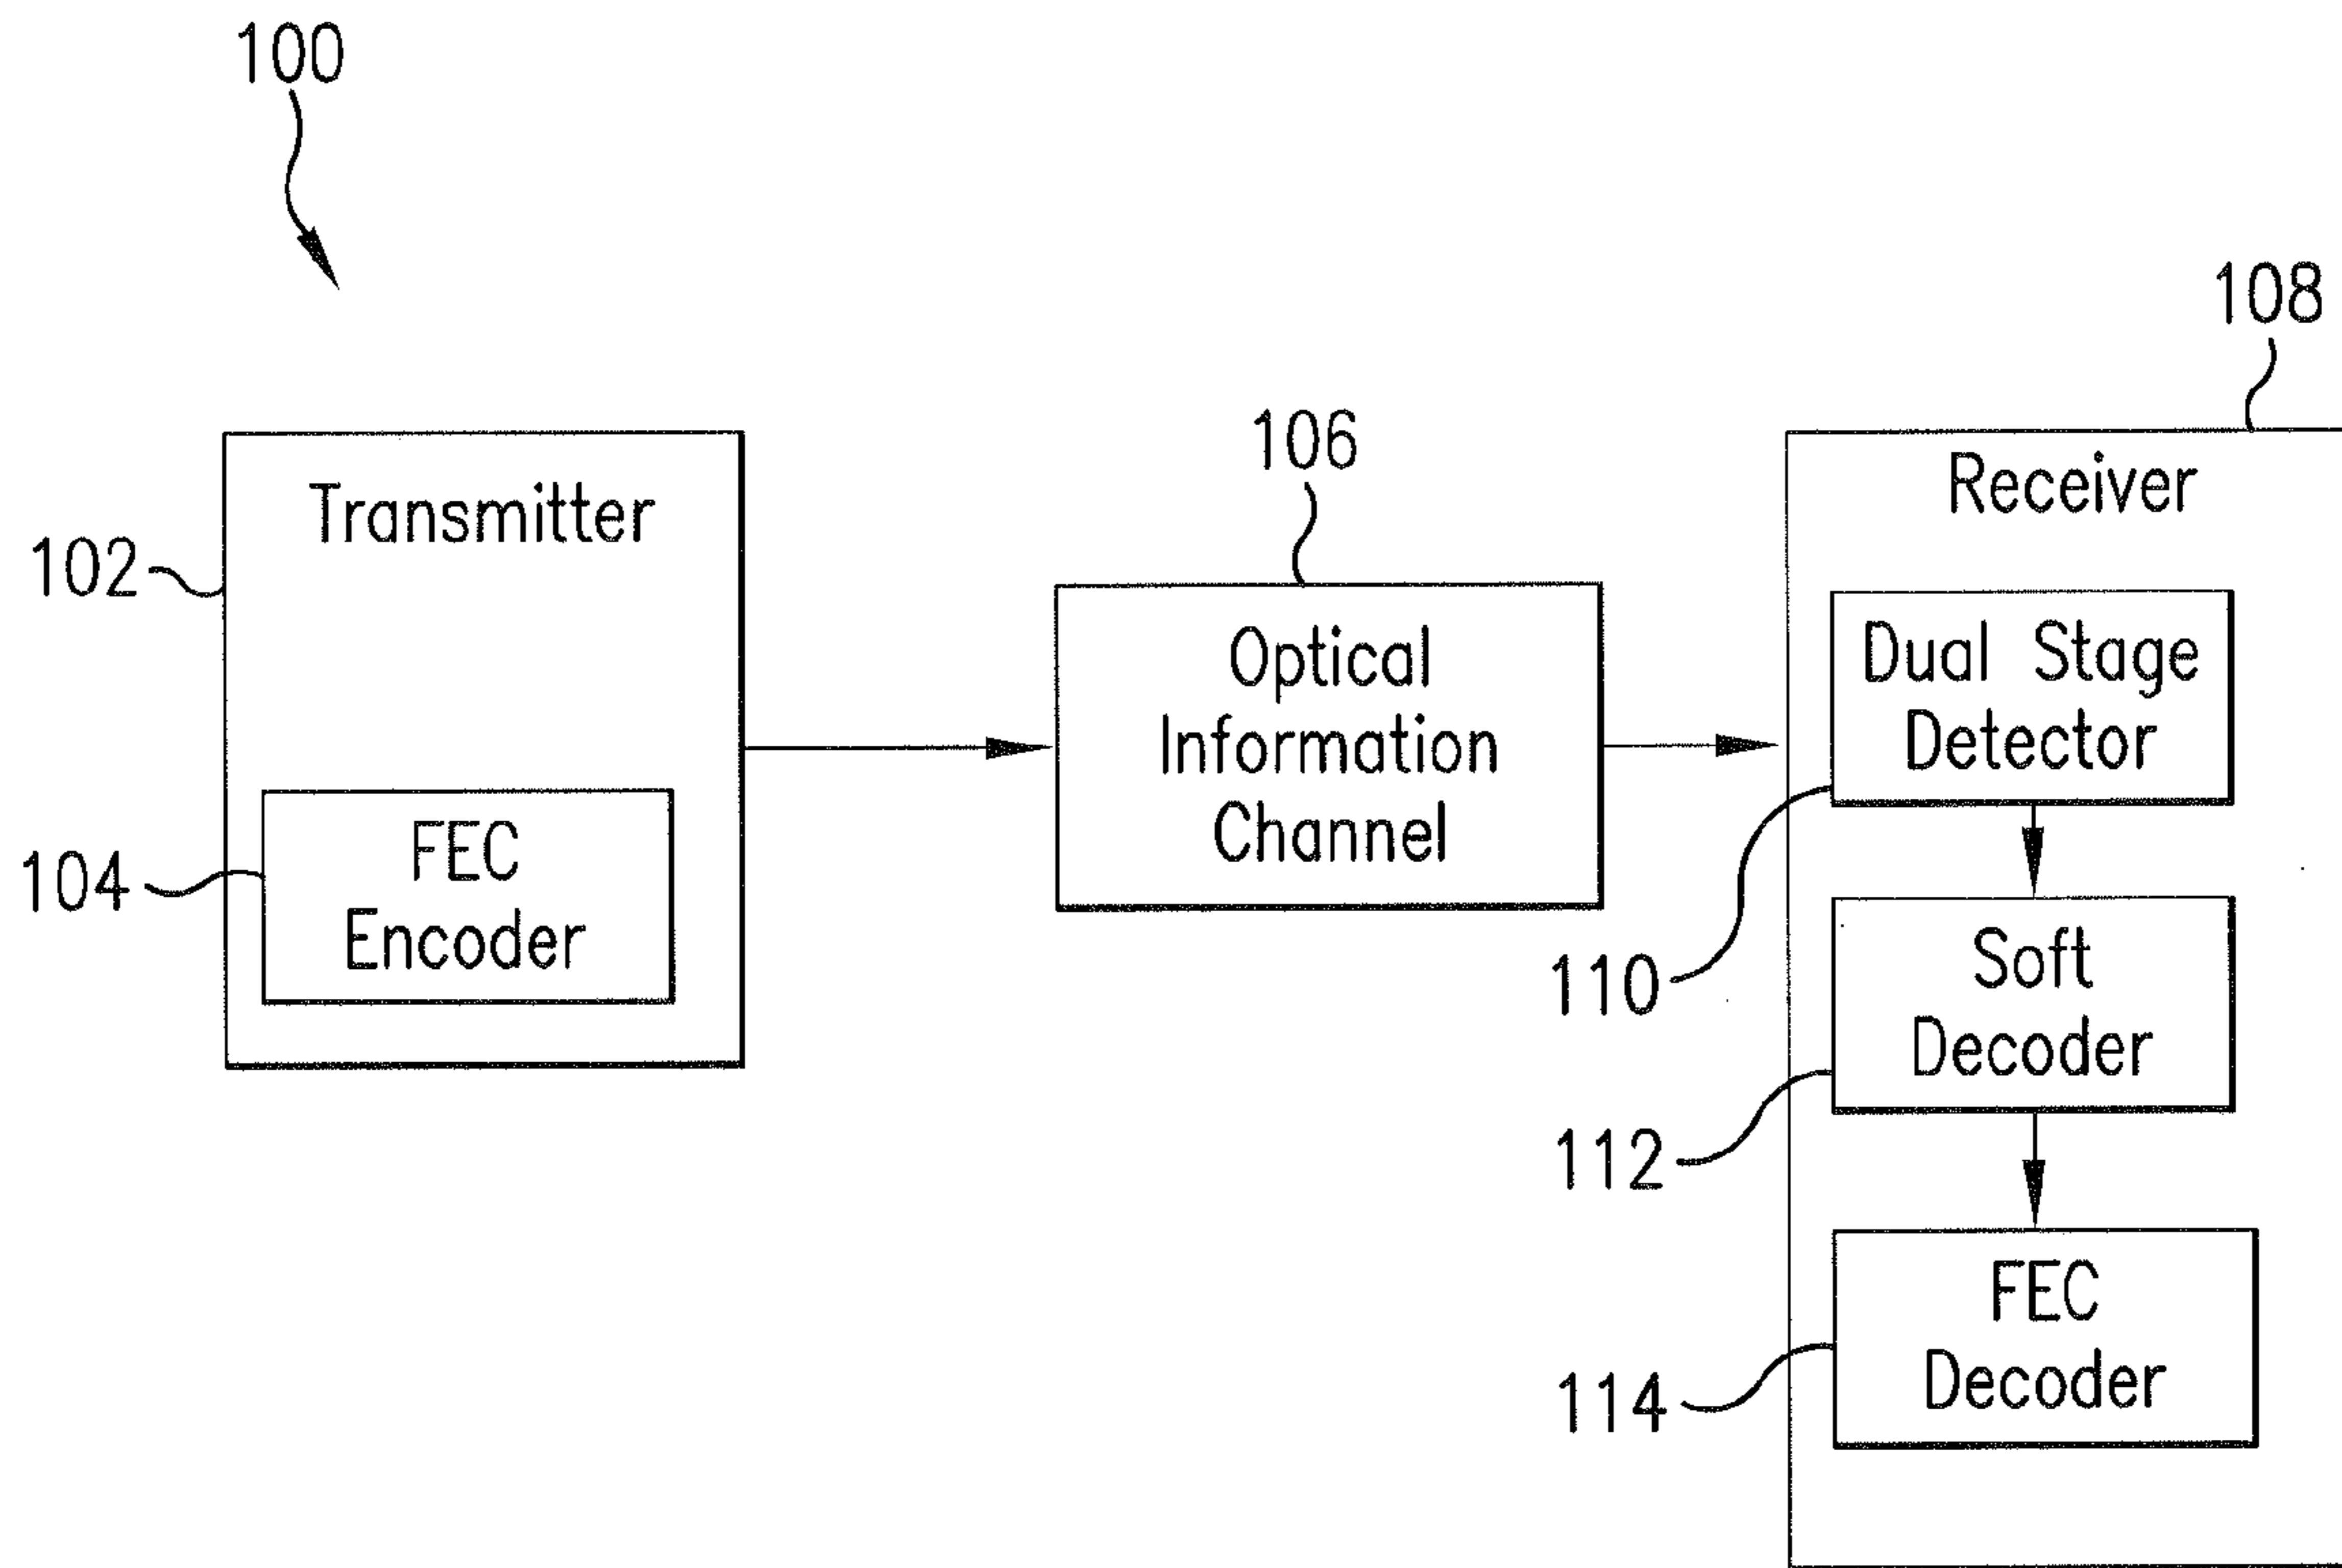 100
108
106
Transmitter
Receiver
102
Optical
Information
Channel
Dual Stage
Detector
104
FEC
Encoder
110
Soft
Decoder
112
FEC
Decoder
114